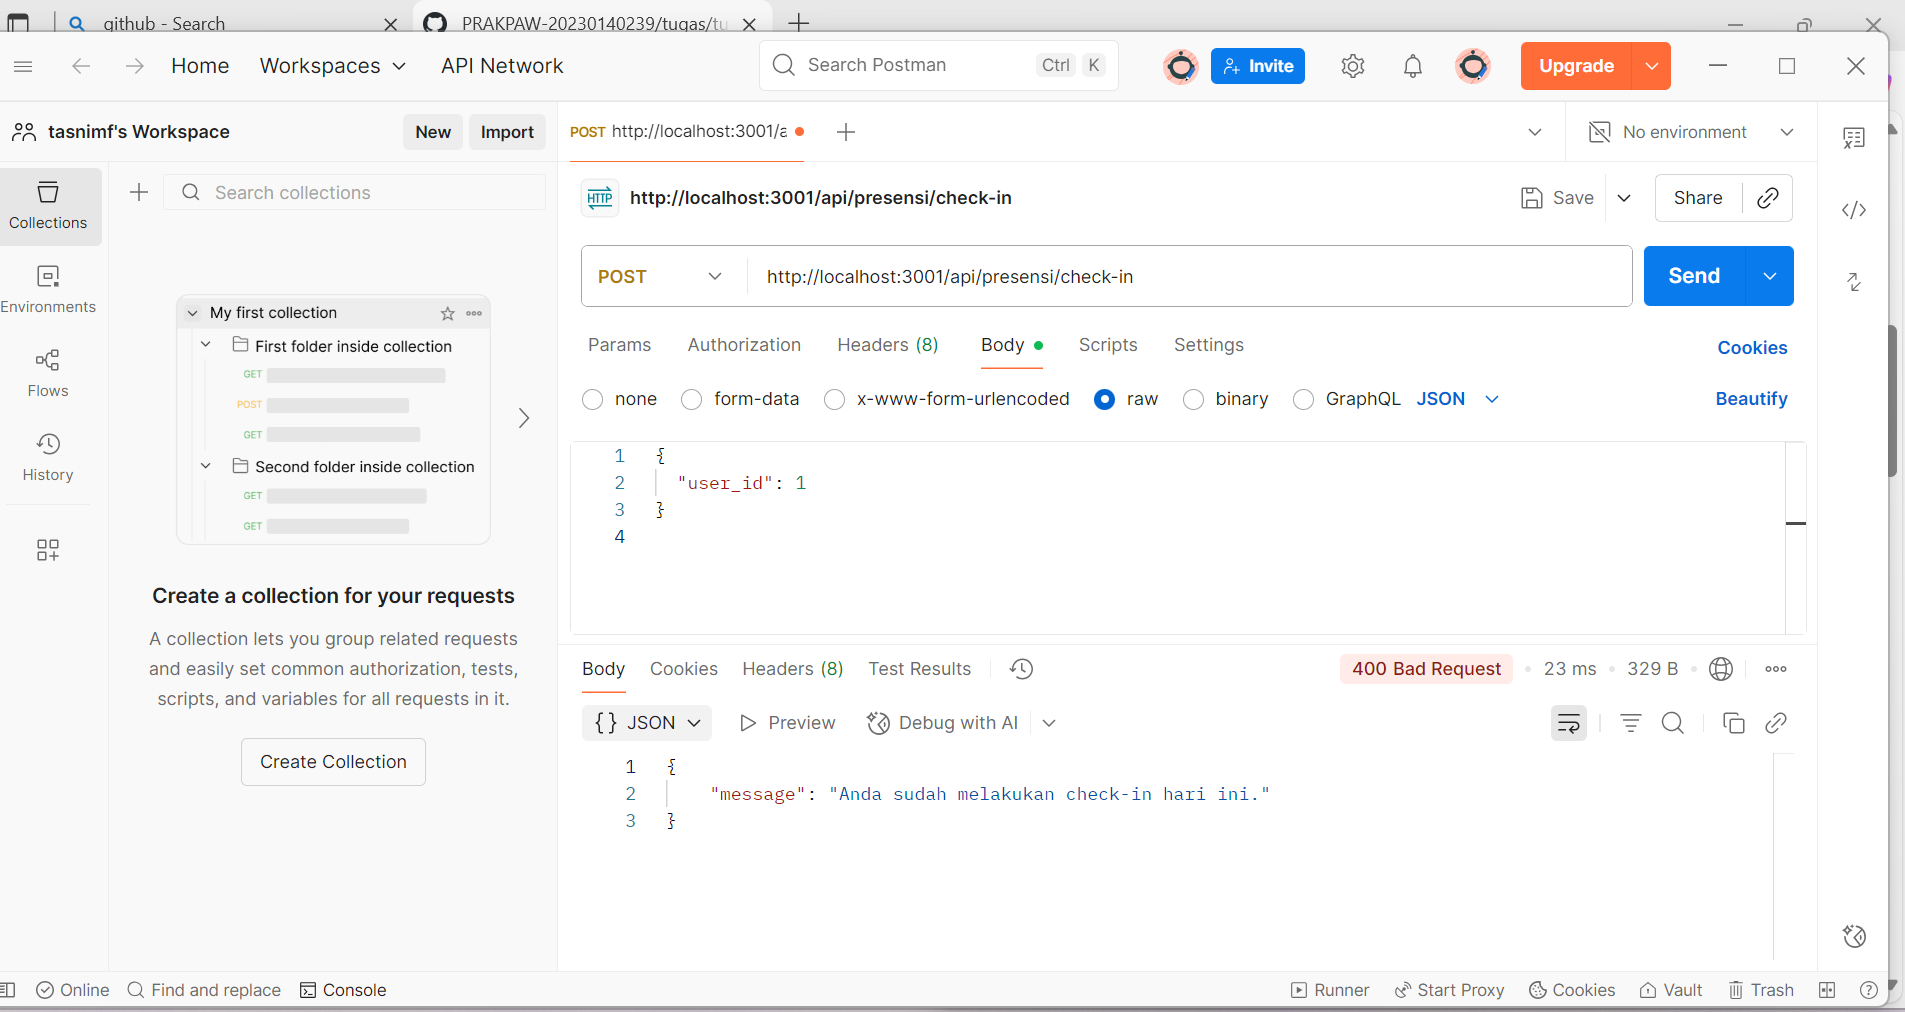 github - Search
PRAKPAW-20230140239/tugas/tu
Home
Workspaces
API Network
Search Postman
Ctrl
K
Invite
Upgrade
tasnimf's Workspace
New
Import
POST http://localhost:3001/a
No environment
Collections
Environments
Flows
History
Search collections
My first collection
First folder inside collection
GET
POST
GET
Second folder inside collection
GET
GET
Create a collection for your requests
A collection lets you group related requests
and easily set common authorization, tests,
scripts, and variables for all requests in it.
Create Collection
HTTP
http://localhost:3001/api/presensi/check-in
Save
Share
POST
http://localhost:3001/api/presensi/check-in
Send
Params
Authorization
Headers (8)
Body
Scripts
Settings
Cookies
none
form-data
x-www-form-urlencoded
raw
binary
GraphQL
JSON
Beautify
1 {
2 "user_id": 1
3 }
4
Body
Cookies
Headers (8)
Test Results
400 Bad Request
23 ms
329 B
{} JSON
Preview
Debug with AI
1 {
2 "message": "Anda sudah melakukan check-in hari ini."
3 }
Online
Find and replace
Console
Runner
Start Proxy
Cookies
Vault
Trash